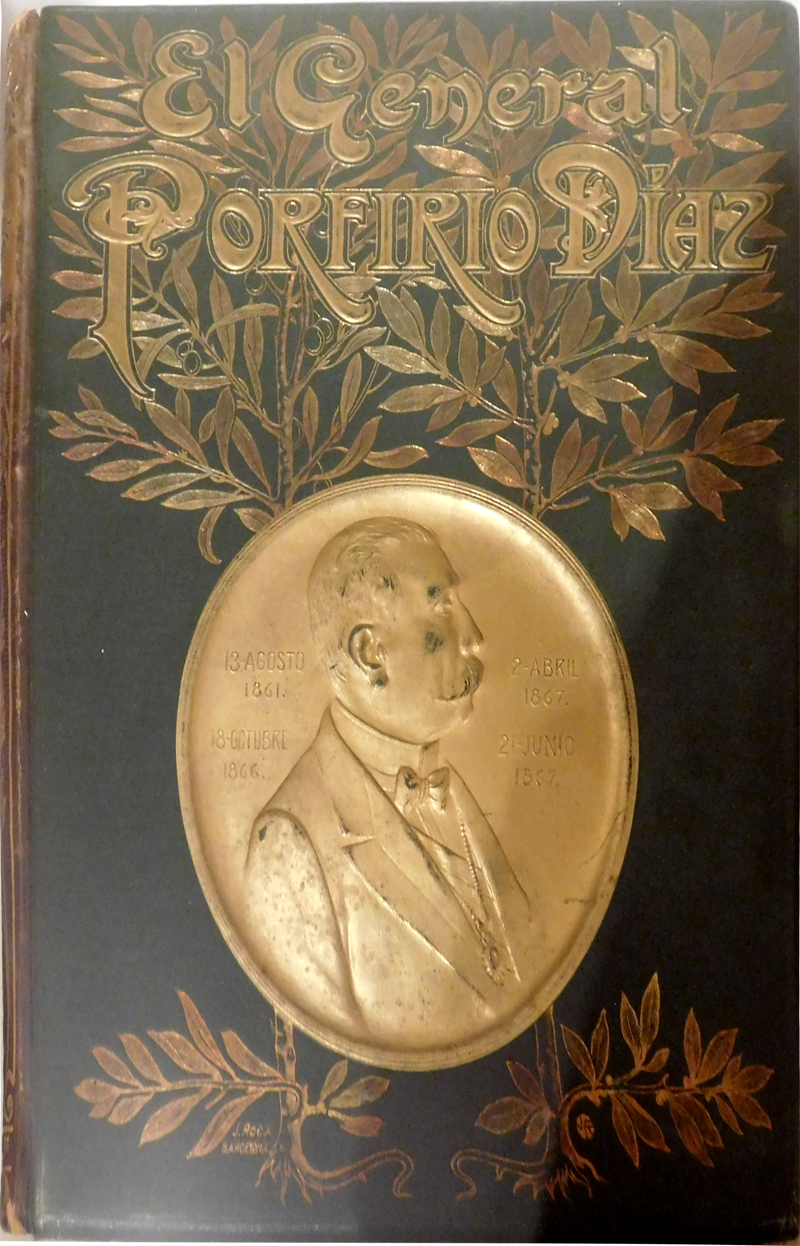 El General
PORFIRIO DÍAZ
13-AGOSTO
1861.
18-OCTUBRE
1866.
2-ABRIL
1867.
21-JUNIO
1867.
J. ROCA
BARCELONA